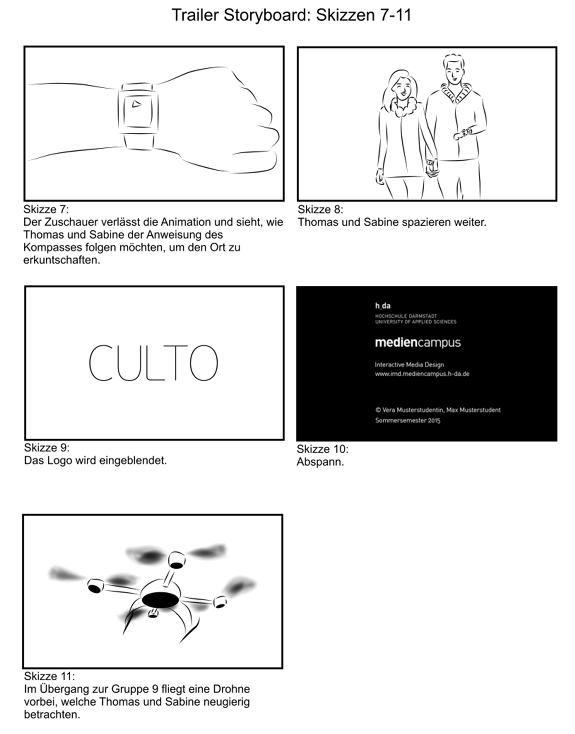 Trailer Storyboard: Skizzen 7-11
Skizze 7:
Der Zuschauer verlässt die Animation und sieht, wie
Thomas und Sabine der Anweisung des
Kompasses folgen möchten, um den Ort zu
erkuntschaften.
Skizze 8:
Thomas und Sabine spazieren weiter.
CULTO
Skizze 9:
Das Logo wird eingeblendet.
h_da
HOCHSCHULE DARMSTADT
UNIVERSITY OF APPLIED SCIENCES
mediencampus
Interactive Media Design
www.imd.mediencampus.h-da.de
© Vera Musterstudentin, Max Musterstudent
Sommersemester 2015
Skizze 10:
Abspann.
Skizze 11:
Im Übergang zur Gruppe 9 fliegt eine Drohne
vorbei, welche Thomas und Sabine neugierig
betrachten.